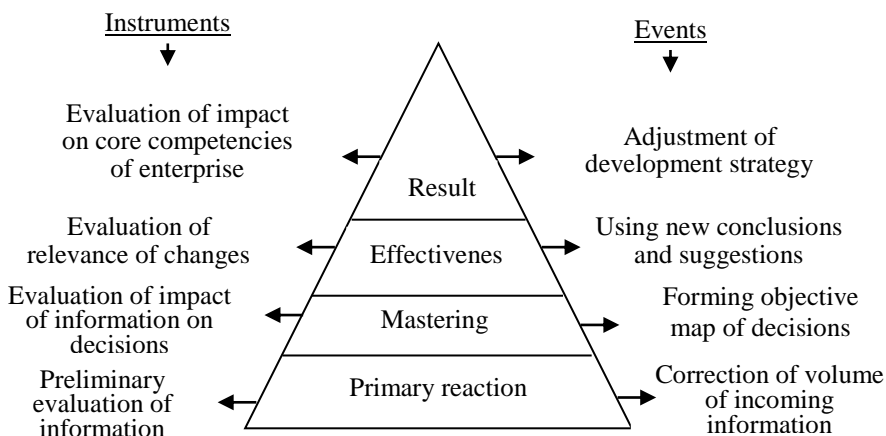 Instruments
Events
Evaluation of impact
on core competencies
of enterprise
Adjustment of
development strategy
Result
Evaluation of
relevance of changes
Effectivenes
Using new conclusions
and suggestions
Evaluation of impact
of information on
decisions
Mastering
Forming objective
map of decisions
Preliminary
evaluation of
information
Primary reaction
Correction of volume
of incoming
information